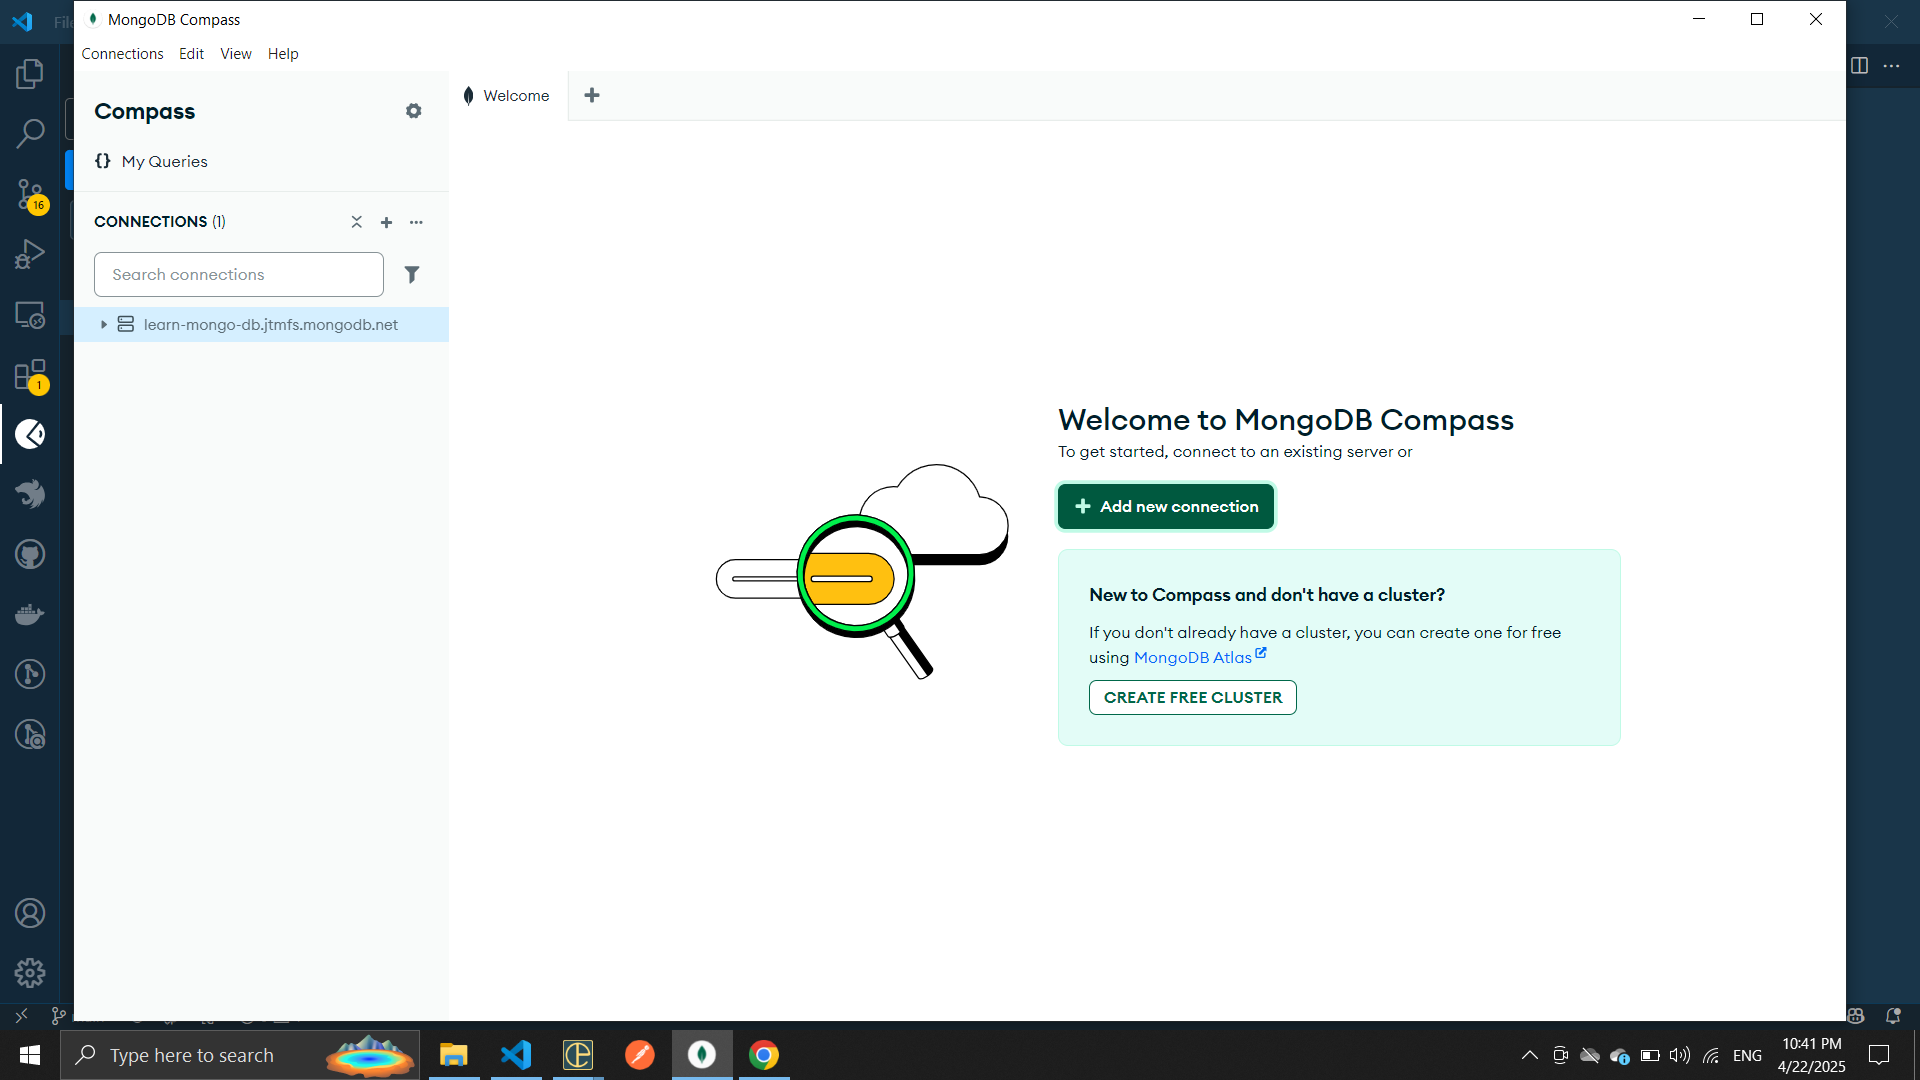 File
MongoDB Compass
Connections Edit View Help
Compass
My Queries
CONNECTIONS (1)
Search connections
learn-mongo-db.jtmfs.mongodb.net
Welcome
Welcome to MongoDB Compass
To get started, connect to an existing server or
Add new connection
New to Compass and don't have a cluster?
If you don't already have a cluster, you can create one for free
using MongoDB Atlas
CREATE FREE CLUSTER
16
1
Type here to search
ENG
10:41 PM
4/22/2025